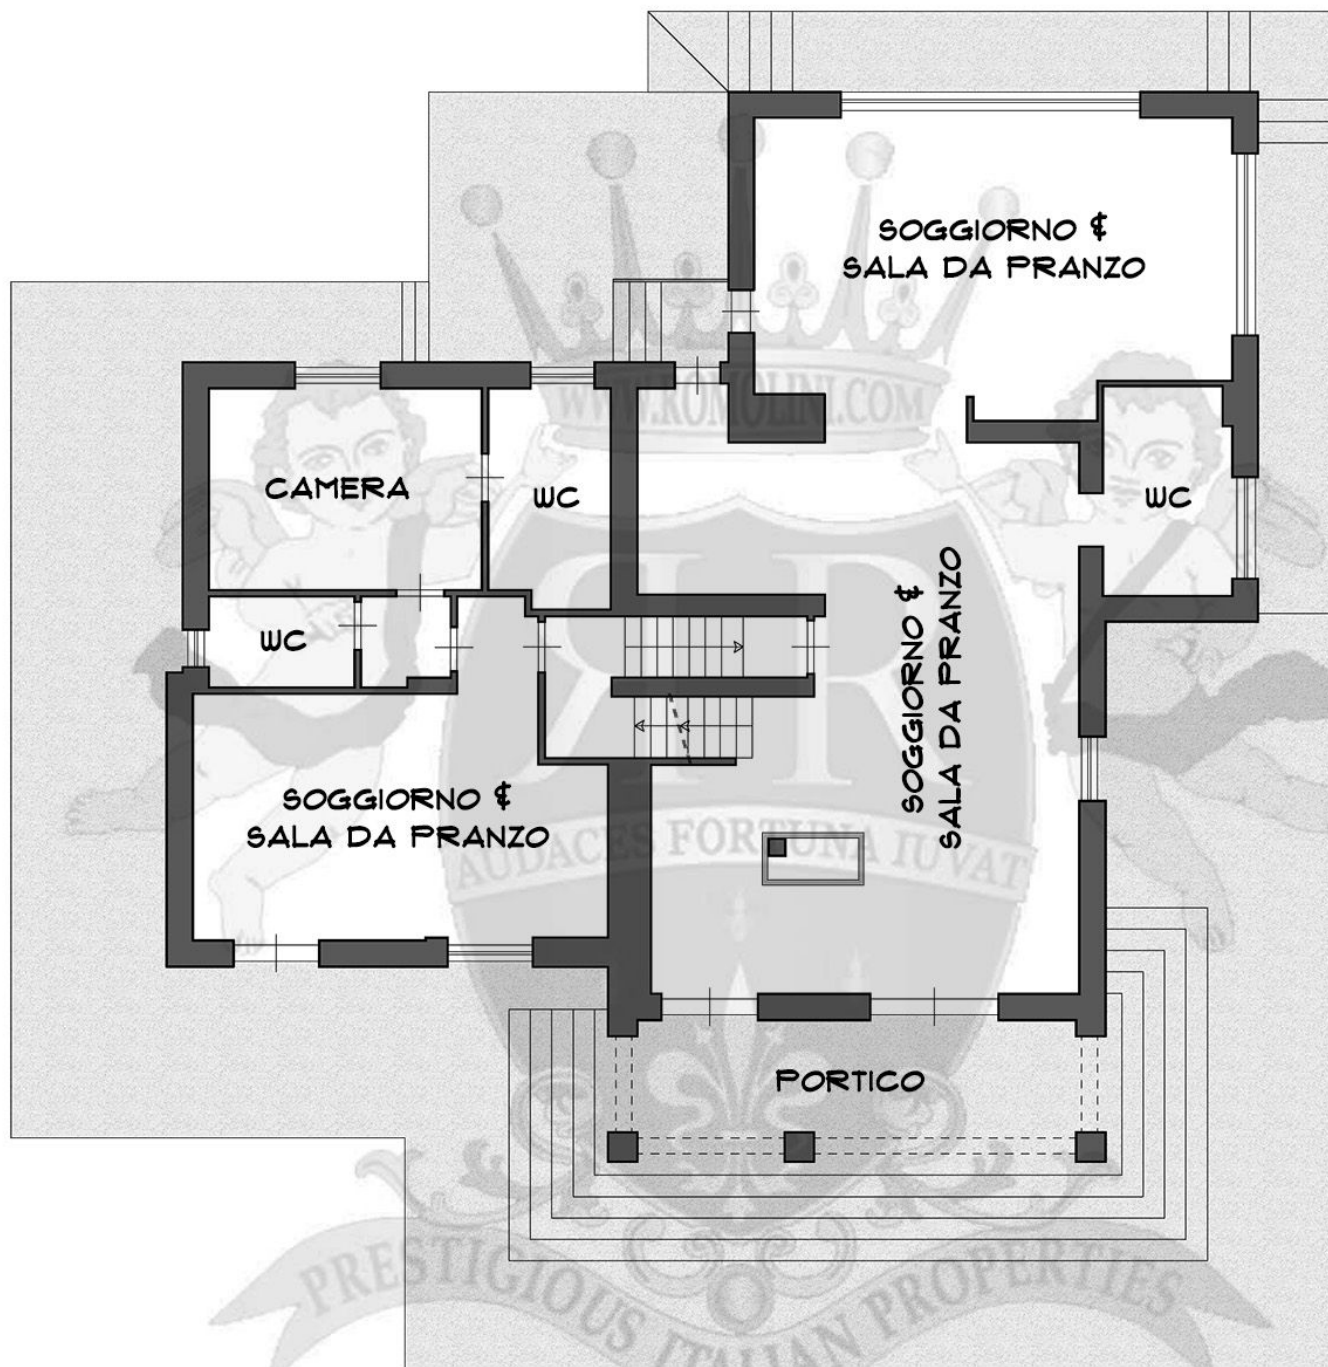 SOGGIORNO &
SALA DA PRANZO
WWW.ROMOLINI.COM
CAMERA
WC
WC
WC
SOGGIORNO &
SALA DA PRANZO
SOGGIORNO &
SALA DA PRANZO
RR
AUDACES FORTUNA IUVAT
PORTICO
PRESTIGIOUS ITALIAN PROPERTIES